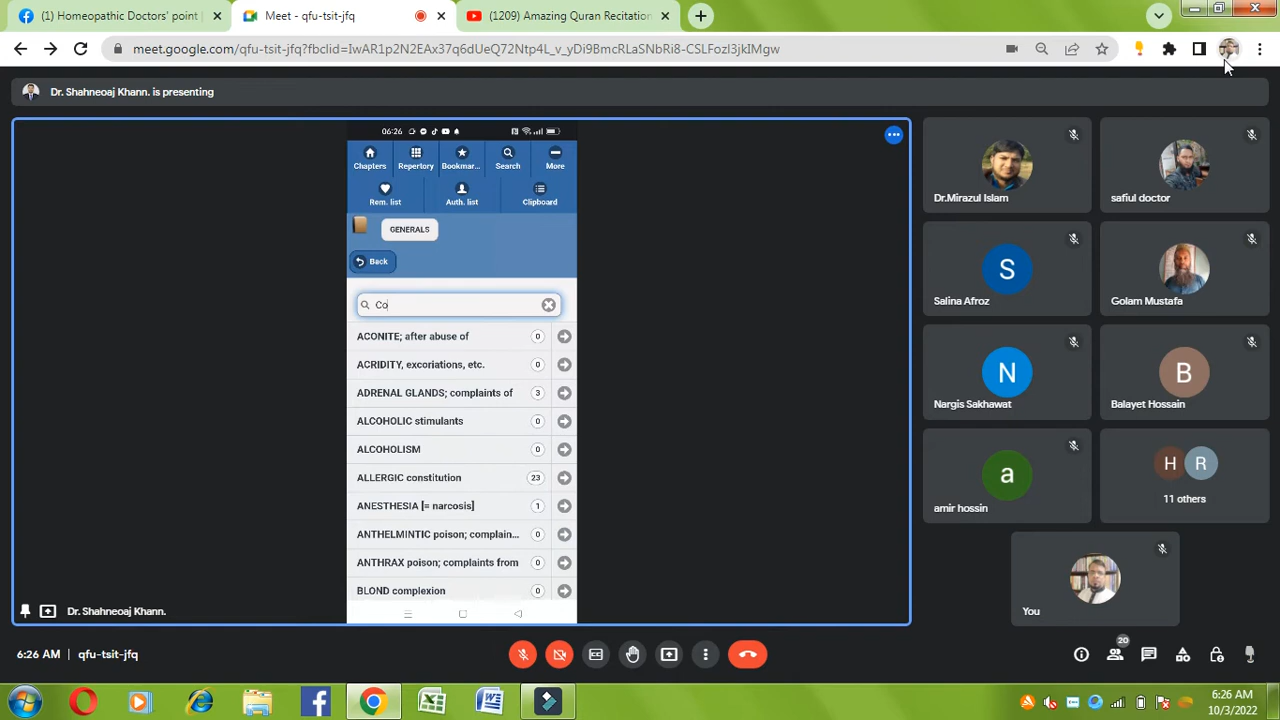 (1) Homeopathic Doctors' point |
Meet - qfu-tsit-jfq
(1209) Amazing Quran Recitation
meet.google.com/qfu-tsit-jfq?fbclid=IwAR1p2N2EAx37q6dUeQ72Nfp4L_v_yDi9BmcRLaSNbRi8-CSLFozI3jkIMgw
Dr. Shahneoaj Khann. is presenting
06:26
Chapters
Repertory
Bookmar...
Search
More
Rem. list
Auth. list
Clipboard
GENERALS
Back
Co
ACONITE; after abuse of 0
ACRIDITY, excoriations, etc. 0
ADRENAL GLANDS; complaints of 3
ALCOHOLIC stimulants 0
ALCOHOLISM 0
ALLERGIC constitution 23
ANESTHESIA [= narcosis] 1
ANTHELMINTIC poison; complain... 0
ANTHRAX poison; complaints from 0
BLOND complexion 0
Dr. Shahneoaj Khann.
Dr.Mirazul Islam
safiul doctor
S
Salina Afroz
Golam Mustafa
N
Nargis Sakhawat
B
Balayet Hossain
a
amir hossin
H R
11 others
You
6:26 AM | qfu-tsit-jfq
20
6:26 AM
10/3/2022